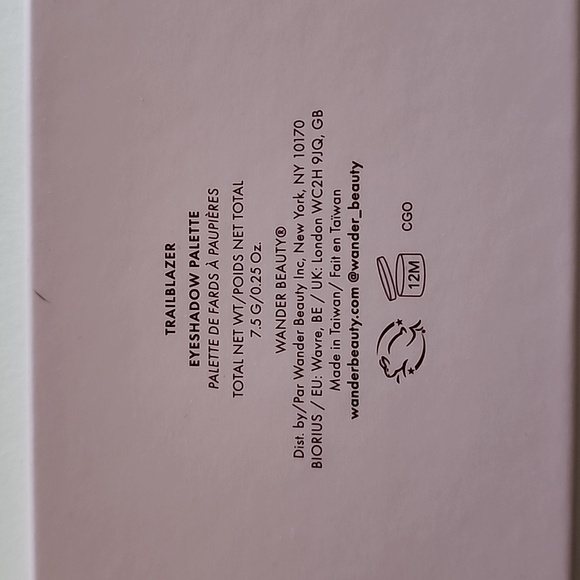 TRAILBLAZER
EYESHADOW PALETTE
PALETTE DE FARDS À PAUPIÈRES
TOTAL NET WT/POIDS NET TOTAL
7.5 G/0.25 Oz.
WANDER BEAUTY®
Dist. by/Par Wander Beauty Inc, New York, NY 10170
BIORIUS / EU: Wavre, BE / UK: London WC2H 9JQ, GB
Made in Taiwan/ Fait en Taïwan
wanderbeauty.com @wander_beauty
12M
CGO